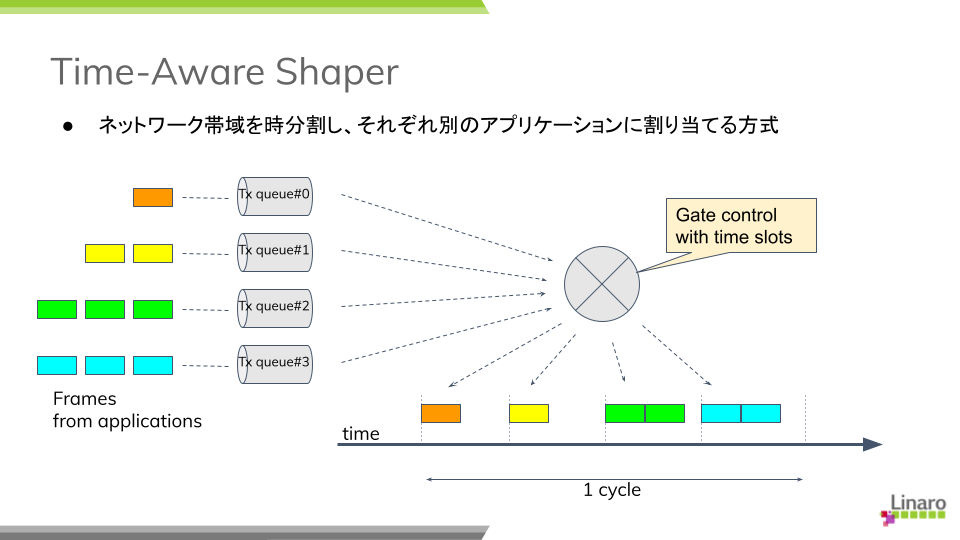 Time-Aware Shaper
● ネットワーク帯域を時分割し、それぞれ別のアプリケーションに割り当てる方式
Tx queue#0
Gate control
with time slots
Tx queue#1
Tx queue#2
Tx queue#3
Frames
from applications
time
1 cycle
Linaro